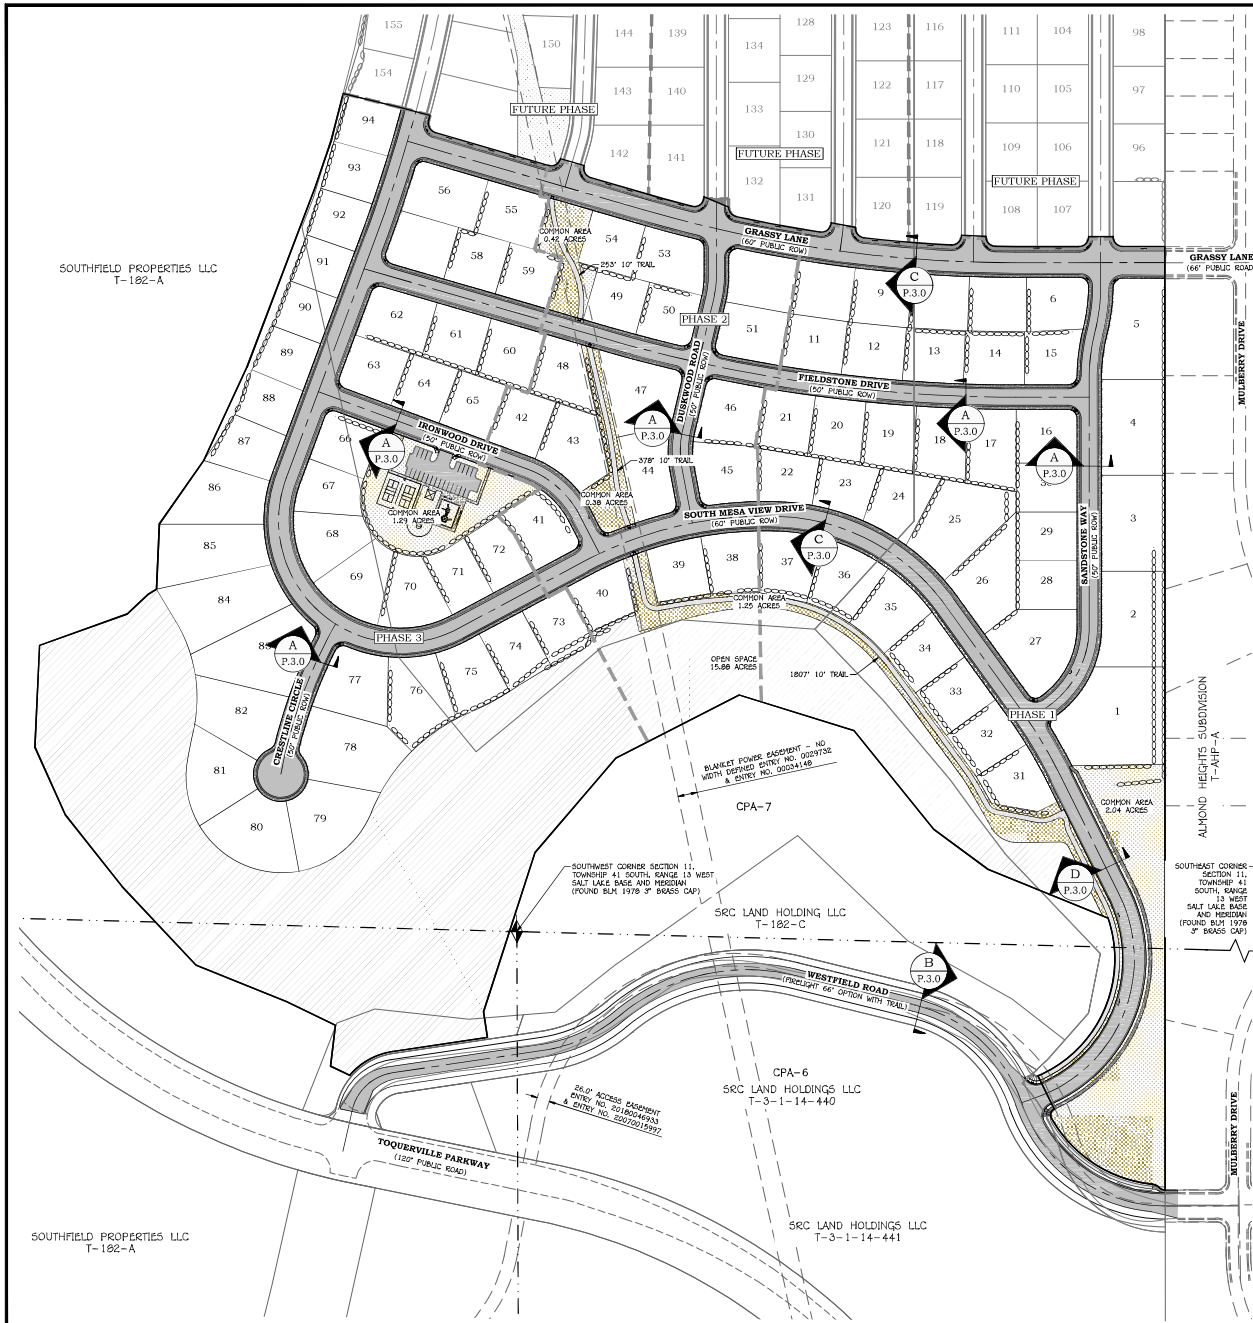 155
154
150
144
139
134
128
123
116
111
104
98
143
140
129
133
122
117
110
105
97
FUTURE PHASE
142
141
130
121
118
109
106
96
FUTURE PHASE
132
131
120
119
108
107
FUTURE PHASE
94
93
92
91
90
89
88
87
86
85
84
82
81
80
79
78
77
76
75
74
73
40
56
55
54
53
58
59
49
50
51
COMMON AREA
0.42 ACRES
253' 10" TRAIL
GRASSY LANE
(60' PUBLIC ROW)
GRASSY LANE
(66' PUBLIC ROAD)
C
P.3.0
9
6
5
11
12
13
14
15
SOUTHFIELD PROPERTIES LLC
T-182-A
PHASE 2
62
61
60
48
47
63
64
65
42
43
44
DUSKWOOD ROAD
(50' PUBLIC ROW)
FIELDSTONE DRIVE
(50' PUBLIC ROW)
MULBERRY DRIVE
46
21
20
19
18
17
16
4
45
22
23
24
25
26
27
28
29
3
2
1
IRONWOOD DRIVE
(50' PUBLIC ROW)
A
P.3.0
A
P.3.0
A
P.3.0
A
P.3.0
66
67
68
69
70
71
72
41
COMMON AREA
1.29 ACRES
378' 10" TRAIL
COMMON AREA
0.38 ACRES
SOUTH MESA VIEW DRIVE
(60' PUBLIC ROW)
C
P.3.0
SANDSTONE WAY
(50' PUBLIC ROW)
39
38
37
36
35
34
33
32
31
COMMON AREA
1.25 ACRES
PHASE 3
A
P.3.0
CRESTLINE CIRCLE
(50' PUBLIC ROW)
OPEN SPACE
15.88 ACRES
1807' 10' TRAIL
PHASE 1
BLANKET POWER EASEMENT - NO
WIDTH DEFINED ENTRY NO. 0029732
& ENTRY NO. 00034148
CPA-7
COMMON AREA
2.04 ACRES
ALMOND HEIGHTS SUBDIVISION
T-AHP-A
SOUTHWEST CORNER SECTION 11,
TOWNSHIP 41 SOUTH, RANGE 13 WEST
SALT LAKE BASE AND MERIDIAN
(FOUND BLM 1978 3" BRASS CAP)
D
P.3.0
SOUTHEAST CORNER
SECTION 11,
TOWNSHIP 41
SOUTH, RANGE
13 WEST
SALT LAKE BASE
AND MERIDIAN
(FOUND BLM 1978
3" BRASS CAP)
SRC LAND HOLDING LLC
T-182-C
B
P.3.0
WESTFIELD ROAD
(FIRELIGHT 66' OPTION WITH TRAIL)
CPA-6
SRC LAND HOLDINGS LLC
T-3-1-14-440
26.0' ACCESS EASEMENT
ENTRY NO. 20180046933
& ENTRY NO. 20070015997
TOQUERVILLE PARKWAY
(120' PUBLIC ROAD)
MULBERRY DRIVE
SOUTHFIELD PROPERTIES LLC
T-182-A
SRC LAND HOLDINGS LLC
T-3-1-14-441